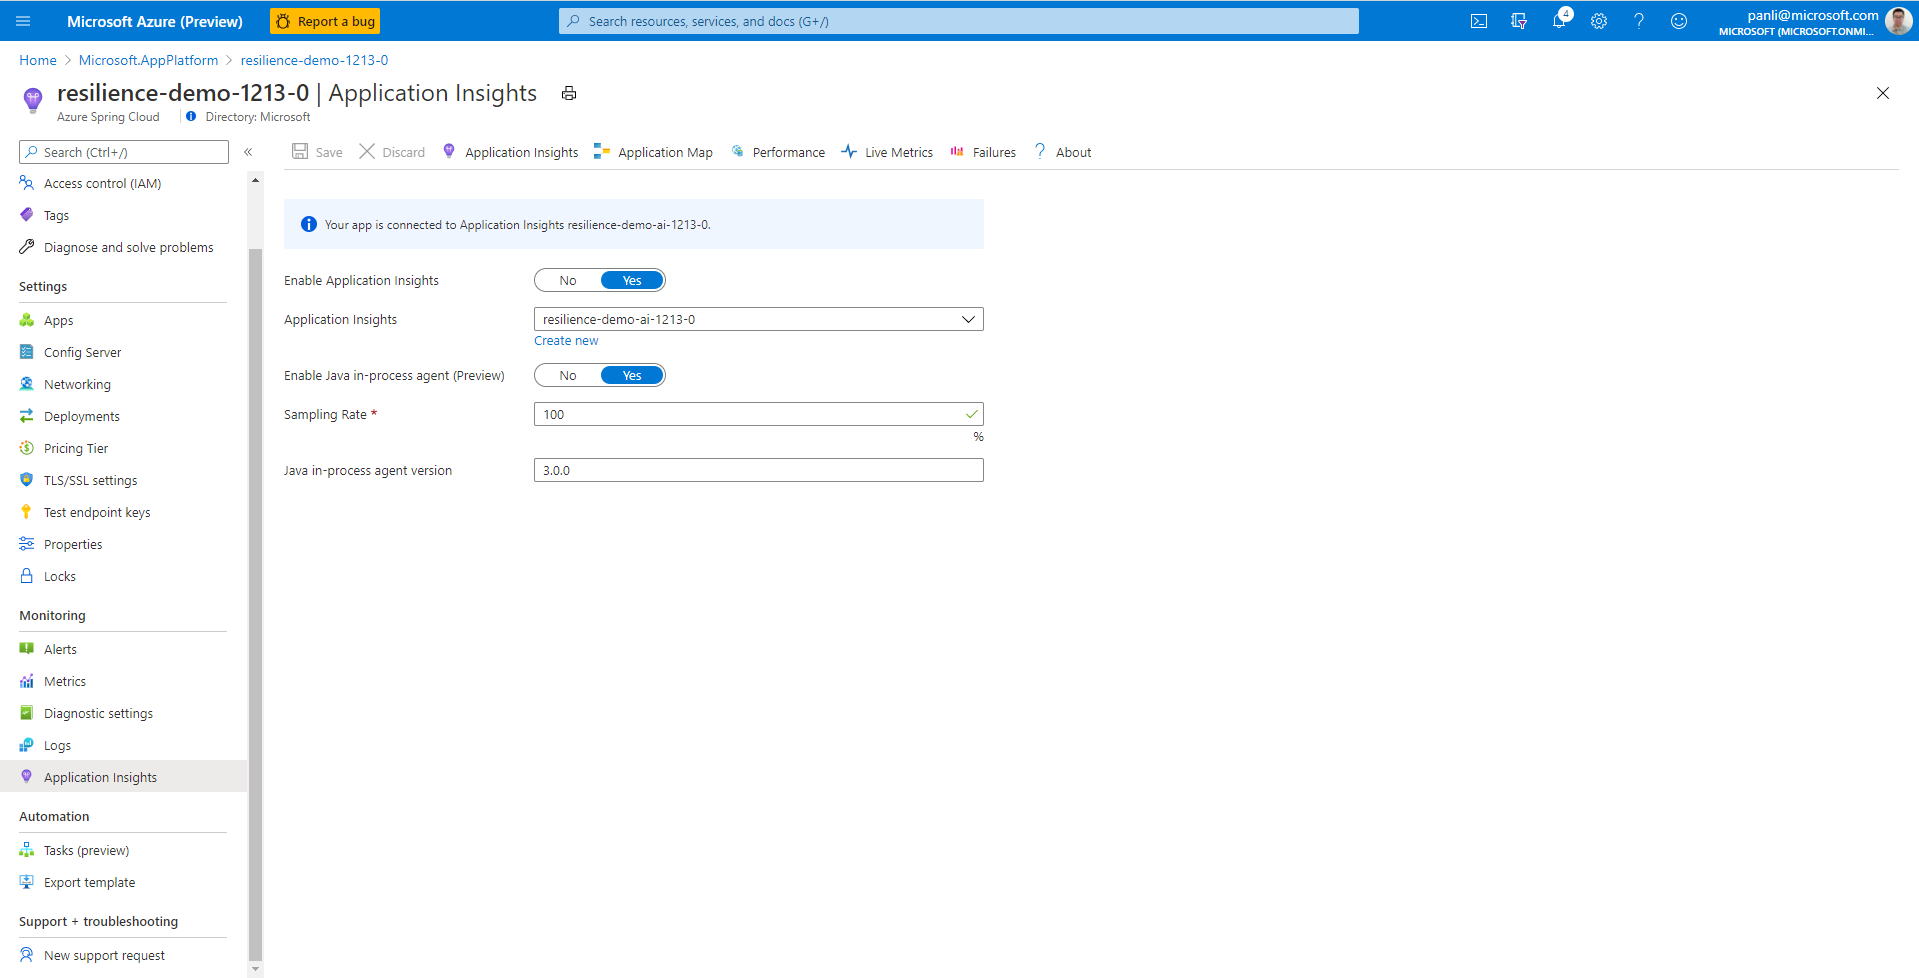 Microsoft Azure (Preview)
Report a bug
Search resources, services, and docs (G+/)
4
panli@microsoft.com
MICROSOFT (MICROSOFT.ONMI...
Home > Microsoft.AppPlatform > resilience-demo-1213-0
resilience-demo-1213-0 | Application Insights
Azure Spring Cloud
Directory: Microsoft
Search (Ctrl+/)
«
Access control (IAM)
Tags
Diagnose and solve problems
Settings
Apps
Config Server
Networking
Deployments
Pricing Tier
TLS/SSL settings
Test endpoint keys
Properties
Locks
Monitoring
Alerts
Metrics
Diagnostic settings
Logs
Application Insights
Automation
Tasks (preview)
Export template
Support + troubleshooting
New support request
Save
Discard
Application Insights
Application Map
Performance
Live Metrics
Failures
About
Your app is connected to Application Insights resilience-demo-ai-1213-0.
Enable Application Insights
No Yes
Application Insights
resilience-demo-ai-1213-0
Create new
Enable Java in-process agent (Preview)
No Yes
Sampling Rate *
100
%
Java in-process agent version
3.0.0